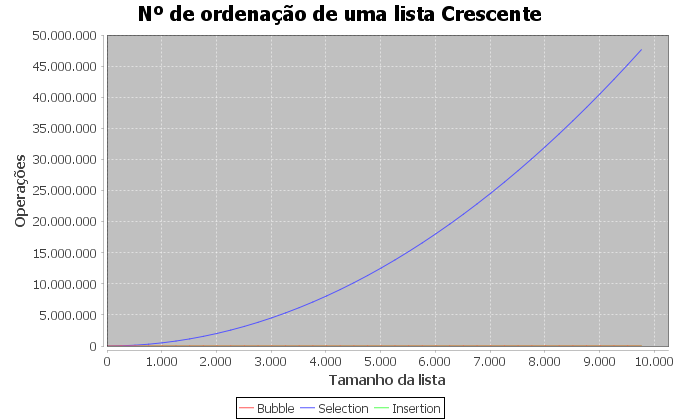 Nº de ordenação de uma lista Crescente
50.000.000
45.000.000
40.000.000
35.000.000
30.000.000
25.000.000
20.000.000
15.000.000
10.000.000
5.000.000
0
Operações
0 1.000 2.000 3.000 4.000 5.000 6.000 7.000 8.000 9.000 10.000
Tamanho da lista
Bubble Selection Insertion